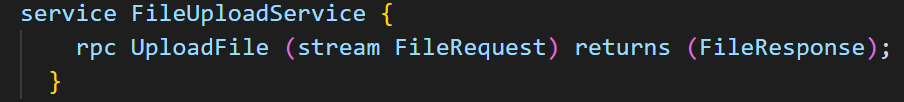 service FileUploadService {
rpc UploadFile (stream FileRequest) returns (FileResponse);
}